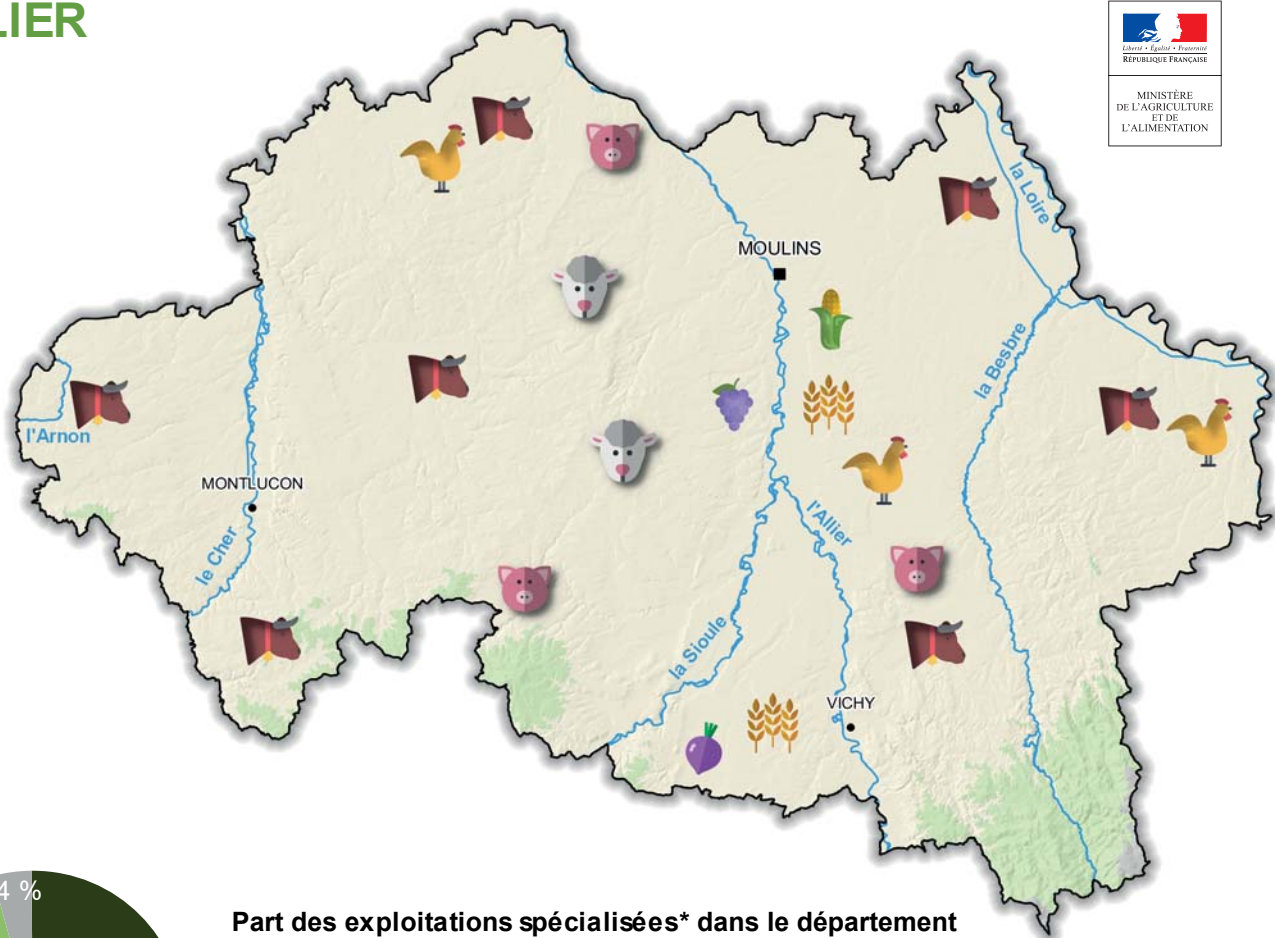 LIER
Liberté • Égalité • Fraternité
RÉPUBLIQUE FRANÇAISE
MINISTÈRE
DE L'AGRICULTURE
ET DE
L'ALIMENTATION
la Loire
MOULINS
la Besbre
l'Arnon
MONTLUCON
l'Allier
le Cher
la Sioule
VICHY
4 %
Part des exploitations spécialisées* dans le département